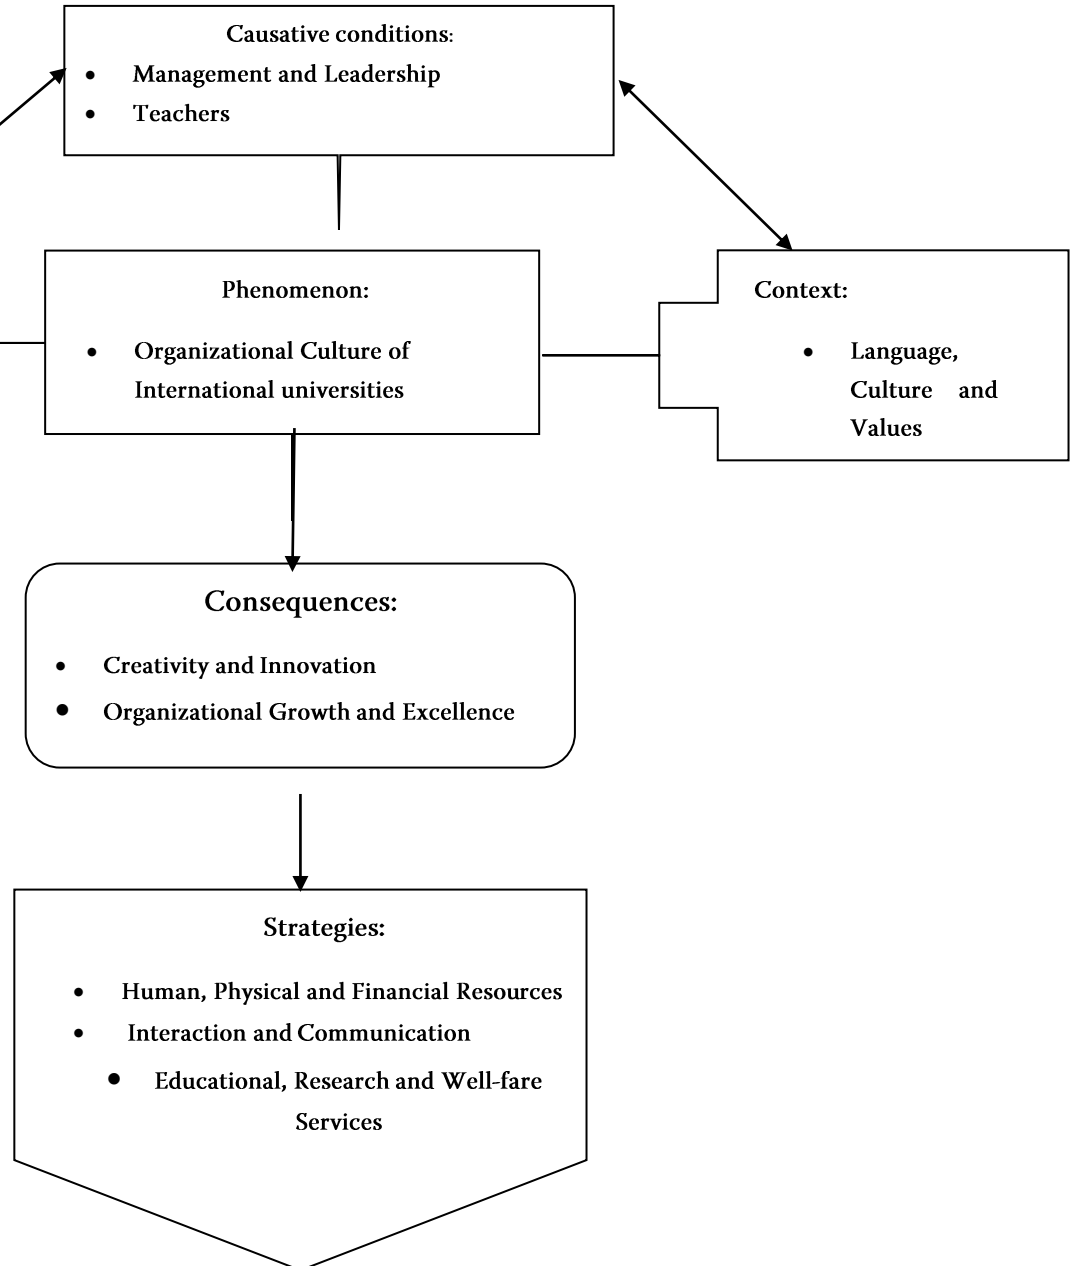 Causative conditions:
• Management and Leadership
• Teachers
Phenomenon:
• Organizational Culture of
International universities
Context:
• Language,
Culture and
Values
Consequences:
• Creativity and Innovation
• Organizational Growth and Excellence
Strategies:
• Human, Physical and Financial Resources
• Interaction and Communication
• Educational, Research and Well-fare
Services